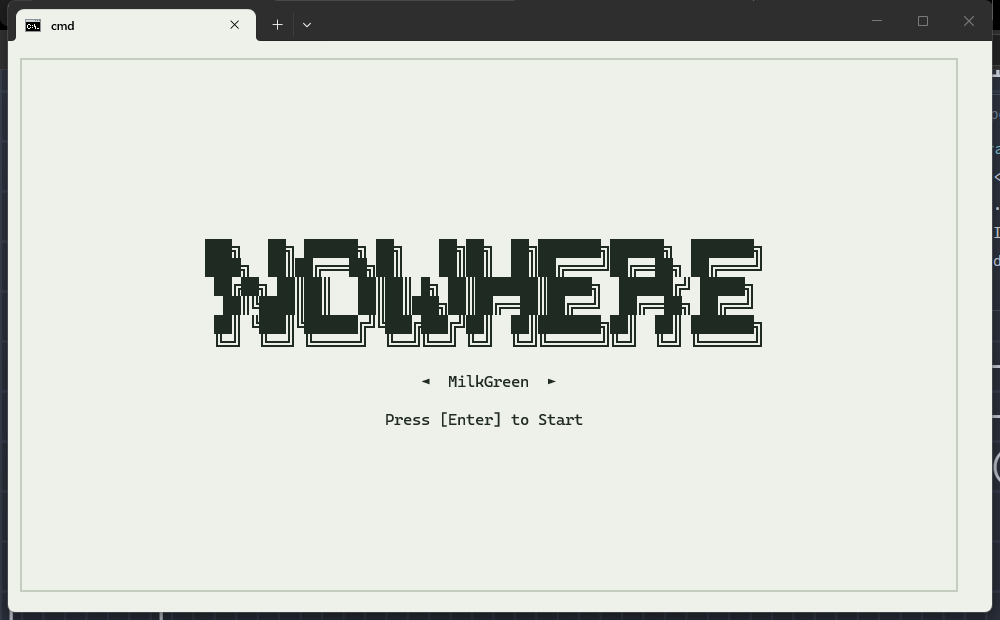 cmd
NOWHERE
◄ MilkGreen ►
Press [Enter] to Start